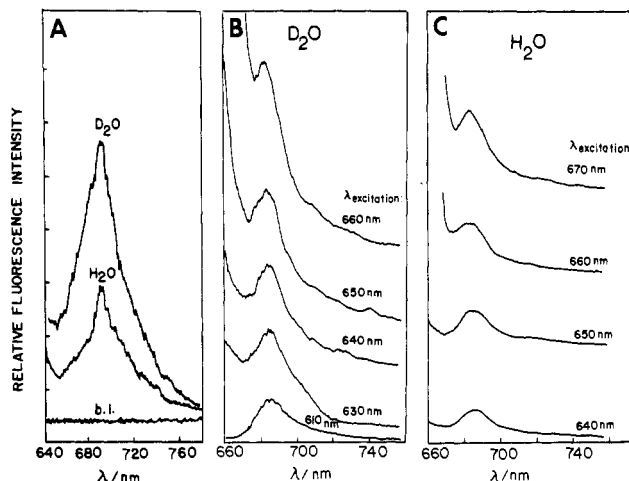 RELATIVE FLUORESCENCE INTENSITY
A
D₂O
H₂O
b.l.
640 680 720 760
λ/nm
B
D₂O
λexcitation:
660 nm
650 nm
640 nm
630 nm
610 nm
660 700 740
λ/nm
C
H₂O
λexcitation:
670 nm
660 nm
650 nm
640 nm
660 700 740
λ/nm